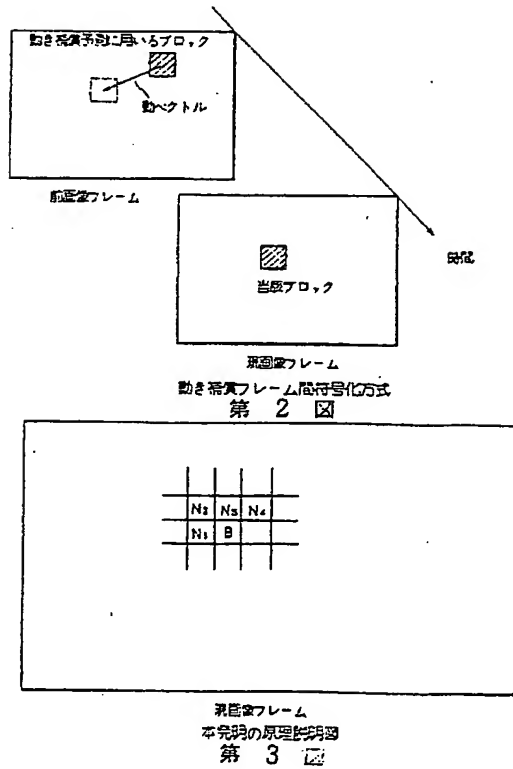 動き補償予測に用いるブロック
動ベクトル
前画像フレーム
時間
当該ブロック
現画像フレーム
動き補償フレーム間符号化方式
第 2 図
N2 N3 N4
N1 B
現画像フレーム
本発明の原理説明図
第 3 図